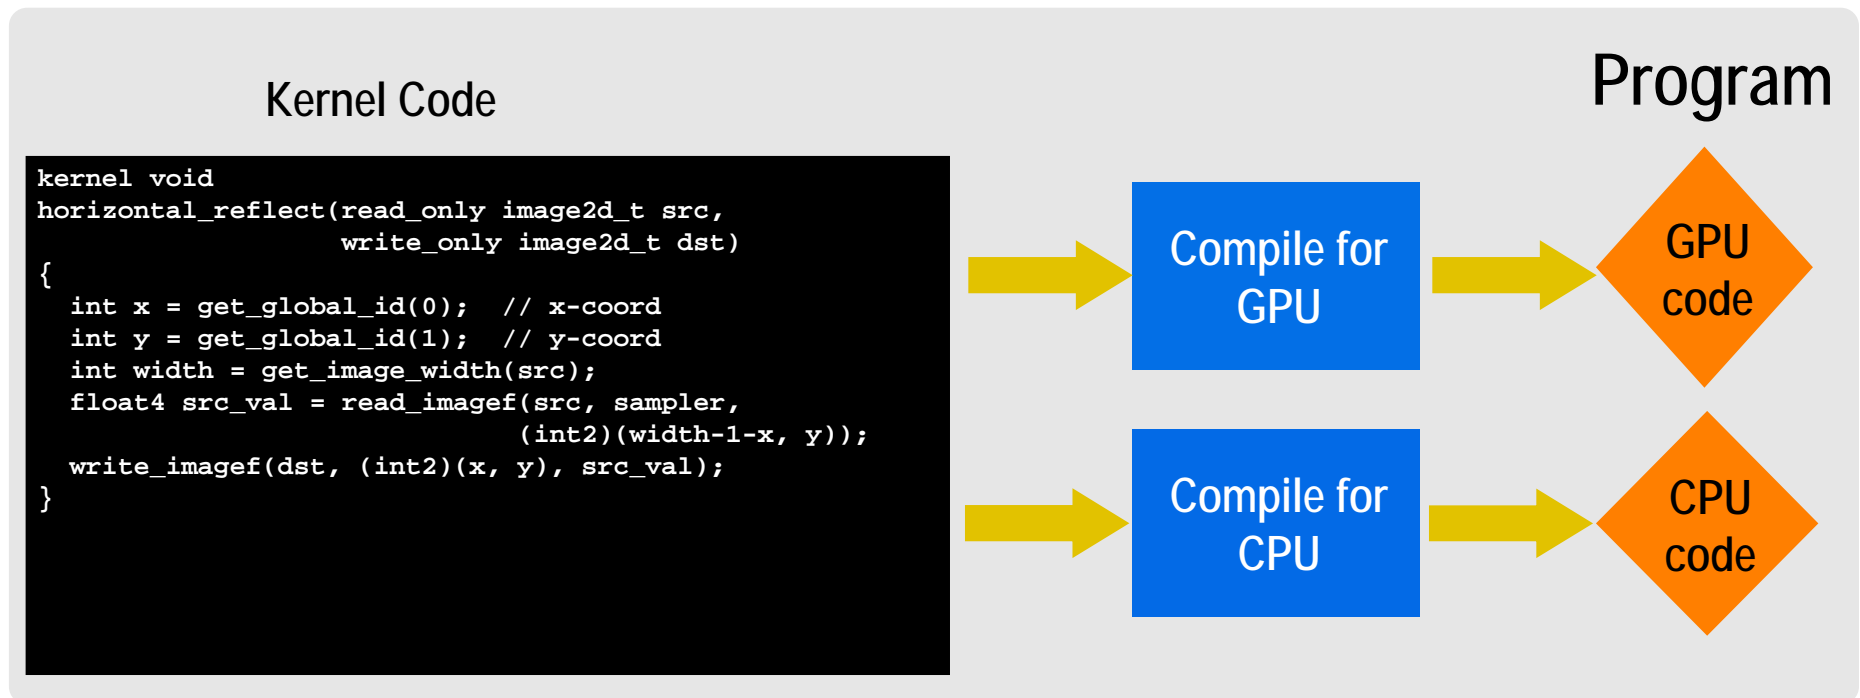 Kernel Code
Program
kernel void
horizontal_reflect(read_only image2d_t src,
                   write_only image2d_t dst)
{
  int x = get_global_id(0);  // x-coord
  int y = get_global_id(1);  // y-coord
  int width = get_image_width(src);
  float4 src_val = read_imagef(src, sampler,
                              (int2)(width-1-x, y));
  write_imagef(dst, (int2)(x, y), src_val);
}
Compile for
GPU
GPU
code
Compile for
CPU
CPU
code